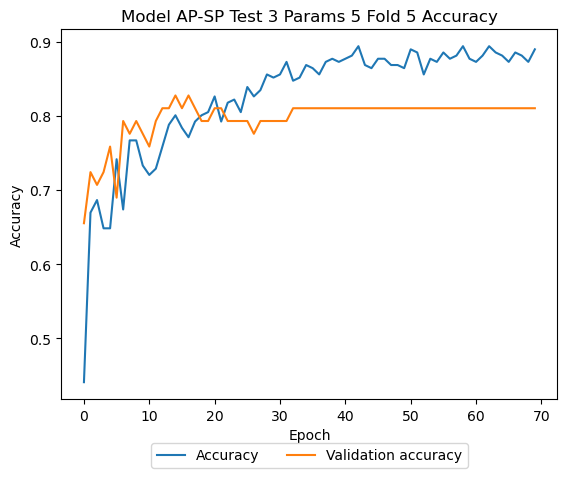 Model AP-SP Test 3 Params 5 Fold 5 Accuracy
0.9
0.8
0.7
0.6
0.5
Accuracy
0 10 20 30 40 50 60 70
Epoch
Accuracy Validation accuracy